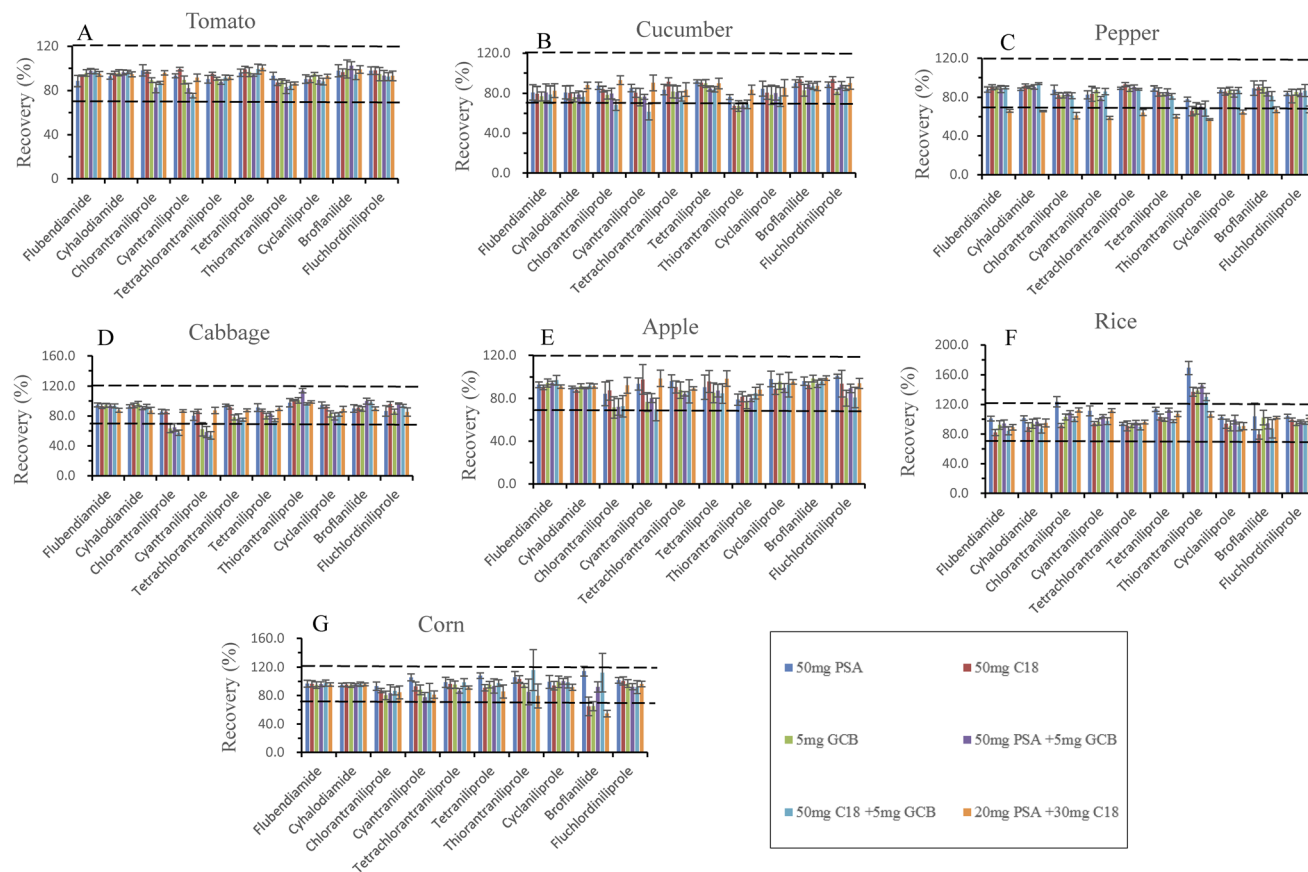 A
Tomato
Recovery (%)
120
80
40
0
Flubendiamide
Cyhalodiamide
Chlorantraniliprole
Cyantraniliprole
Tetrachlorantraniliprole
Tetraniliprole
Thiorantraniliprole
Cyclaniliprole
Broflanilide
Fluchlordiniliprole
B
Cucumber
Recovery (%)
120.0
80.0
40.0
0.0
Flubendiamide
Cyhalodiamide
Chlorantraniliprole
Cyantraniliprole
Tetrachlorantraniliprole
Tetraniliprole
Thiorantraniliprole
Cyclaniliprole
Broflanilide
Fluchlordiniliprole
C
Pepper
Recovery (%)
120.0
80.0
40.0
0.0
Flubendiamide
Cyhalodiamide
Chlorantraniliprole
Cyantraniliprole
Tetrachlorantraniliprole
Tetraniliprole
Thiorantraniliprole
Cyclaniliprole
Broflanilide
Fluchlordiniliprole
D
Cabbage
Recovery (%)
160.0
120.0
80.0
40.0
0.0
Flubendiamide
Cyhalodiamide
Chlorantraniliprole
Cyantraniliprole
Tetrachlorantraniliprole
Tetraniliprole
Thiorantraniliprole
Cyclaniliprole
Broflanilide
Fluchlordiniliprole
E
Apple
Recovery (%)
120.0
80.0
40.0
0.0
Flubendiamide
Cyhalodiamide
Chlorantraniliprole
Cyantraniliprole
Tetrachlorantraniliprole
Tetraniliprole
Thiorantraniliprole
Cyclaniliprole
Broflanilide
Fluchlordiniliprole
F
Rice
Recovery (%)
200.0
160.0
120.0
80.0
40.0
0.0
Flubendiamide
Cyhalodiamide
Chlorantraniliprole
Cyantraniliprole
Tetrachloraniliprole
Tetraniliprole
Thiorantraniliprole
Cyclaniliprole
Broflanilide
Fluchlordiniliprole
G
Corn
Recovery (%)
160.0
120.0
80.0
40.0
0.0
Flubendiamide
Cyhalodiamide
Chlorantraniliprole
Cyantraniliprole
Tetrachlorantraniliprole
Tetraniliprole
Thiorantraniliprole
Cyclaniliprole
Broflanilide
Fluchlordiniliprole
50mg PSA
50mg C18
5mg GCB
50mg PSA +5mg GCB
50mg C18 +5mg GCB
20mg PSA +30mg C18